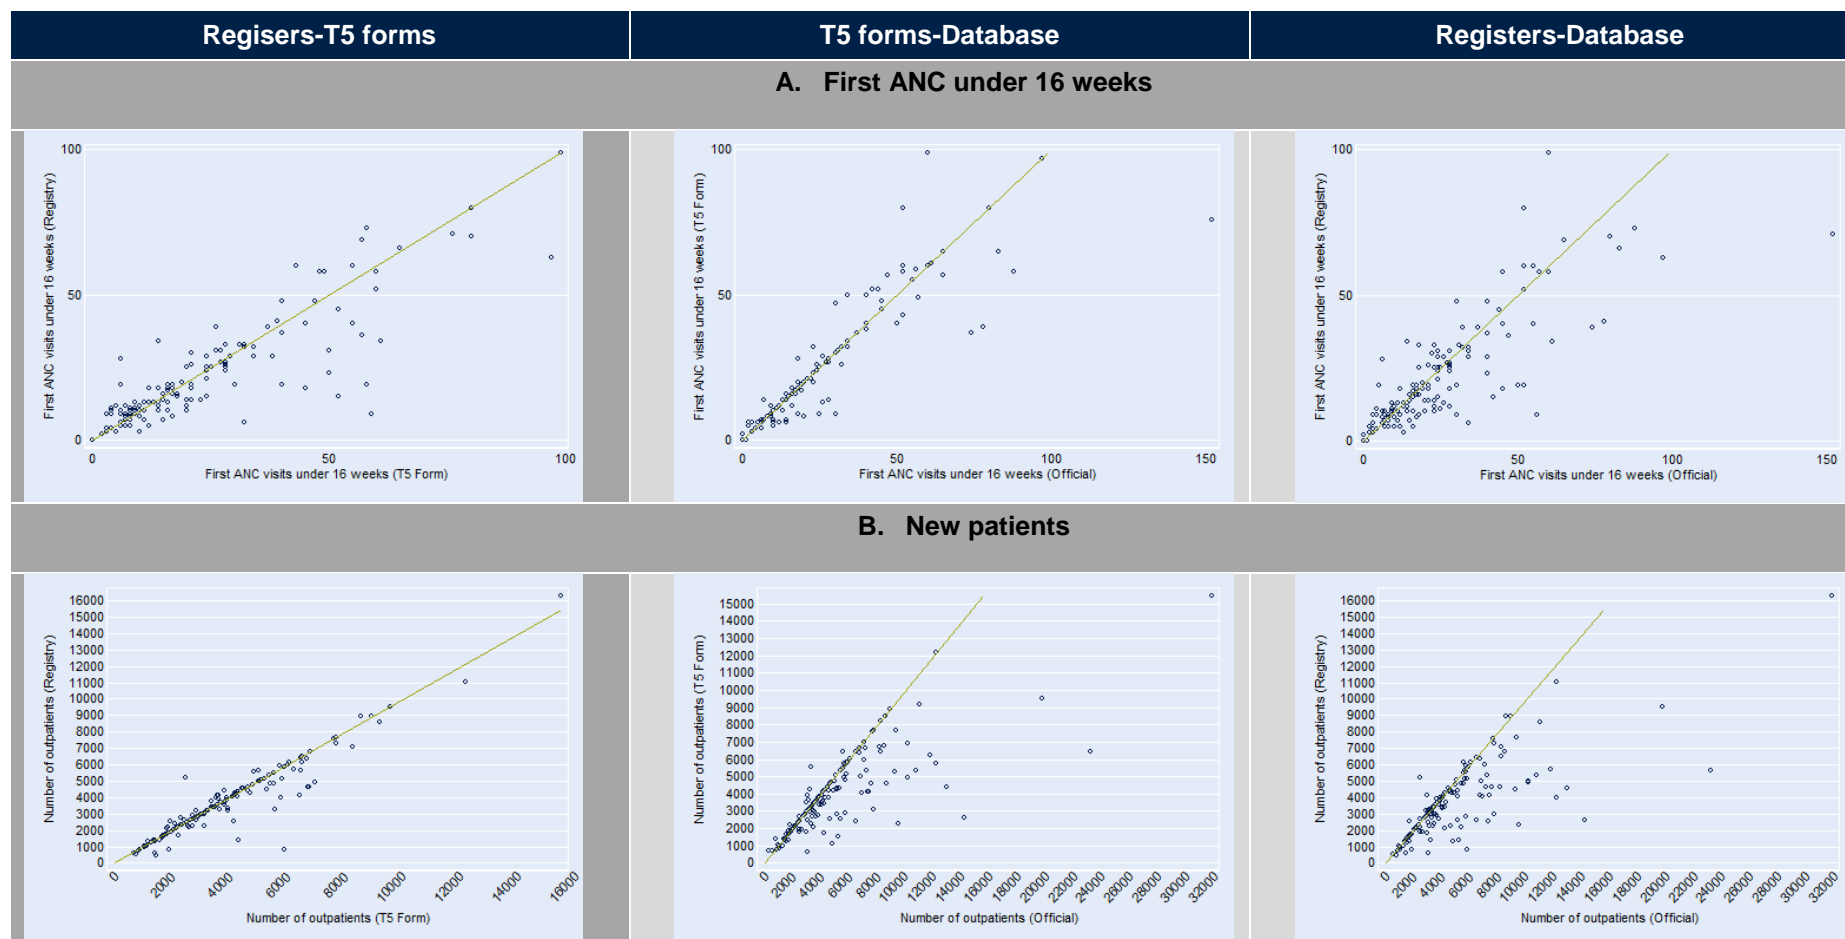 Regisers-T5 forms
T5 forms-Database
Registers-Database
A. First ANC under 16 weeks
First ANC visits under 16 weeks (Registry)
100
50
0
0 50 100
First ANC visits under 16 weeks (T5 Form)
First ANC visits under 16 weeks (T5 Form)
100
50
0
0 50 100 150
First ANC visits under 16 weeks (Official)
First ANC visits under 16 weeks (Registry)
100
50
0
0 50 100 150
First ANC visits under 16 weeks (Official)
B. New patients
Number of outpatients (Registry)
16000
15000
14000
13000
12000
11000
10000
9000
8000
7000
6000
5000
4000
3000
2000
1000
0
0 2000 4000 6000 8000 10000 12000 14000 16000
Number of outpatients (T5 Form)
Number of outpatients (T5 Form)
15000
14000
13000
12000
11000
10000
9000
8000
7000
6000
5000
4000
3000
2000
1000
0
0 2000 4000 6000 8000 10000 12000 14000 16000 18000 20000 22000 24000 26000 28000 30000 32000
Number of outpatients (Official)
Number of outpatients (Registry)
16000
15000
14000
13000
12000
11000
10000
9000
8000
7000
6000
5000
4000
3000
2000
1000
0
0 2000 4000 6000 8000 10000 12000 14000 16000 18000 20000 22000 24000 26000 28000 30000 32000
Number of outpatients (Official)